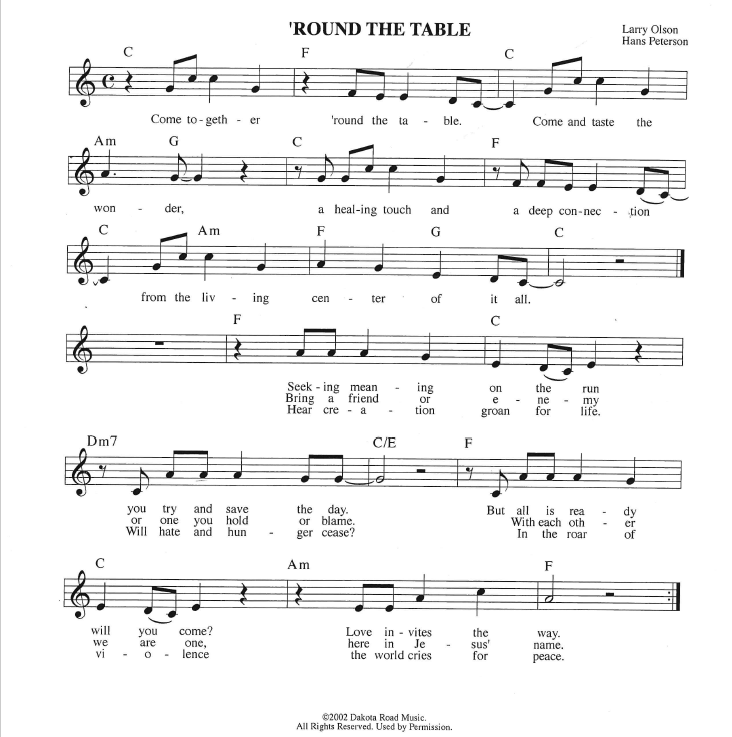 'ROUND THE TABLE
Larry Olson
Hans Peterson
C F C
Come to - geth - er 'round the ta - ble. Come and taste the
Am G C F
won - der, a heal - ing touch and a deep con - nec - tion
C Am F G C
from the liv - ing cen - ter of it all.
F C
Seek - ing mean - ing on the run
Bring a friend or e - ne - my
Hear cre - a - tion groan for life.
Dm7 C/E F
you try and save the day. But all is rea - dy
or one you hold or blame. With each oth - er
Will hate and hun - ger cease? In the roar of
C Am F
will you come? Love in - vites the way.
we are one, here in Je - sus' name.
vi - o - lence the world cries for peace.
©2002 Dakota Road Music.
All Rights Reserved. Used by Permission.